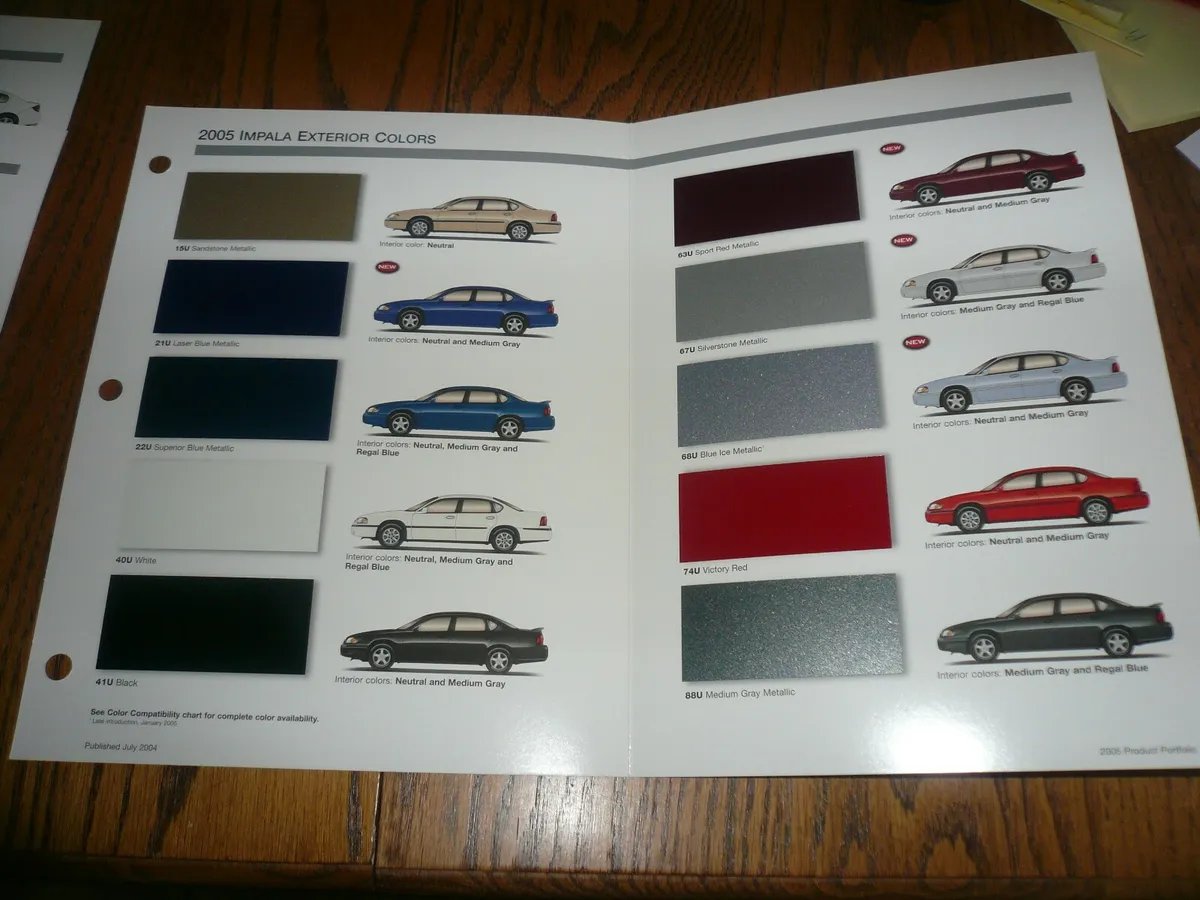 2005 IMPALA EXTERIOR COLORS
15U Sandstone Metallic
Interior color: Neutral
NEW
21U Laser Blue Metallic
Interior colors: Neutral and Medium Gray
22U Superior Blue Metallic
Interior colors: Neutral, Medium Gray and
Regal Blue
40U White
Interior colors: Neutral, Medium Gray and
Regal Blue
41U Black
Interior colors: Neutral and Medium Gray
See Color Compatibility chart for complete color availability.
Late introduction, January 2005
Published July 2004
NEW
63U Sport Red Metallic
Interior colors: Neutral and Medium Gray
NEW
67U Silverstone Metallic
Interior colors: Medium Gray and Regal Blue
NEW
68U Blue Ice Metallic
Interior colors: Neutral and Medium Gray
74U Victory Red
Interior colors: Neutral and Medium Gray
88U Medium Gray Metallic
Interior colors: Medium Gray and Regal Blue
2005 Product Portfolio